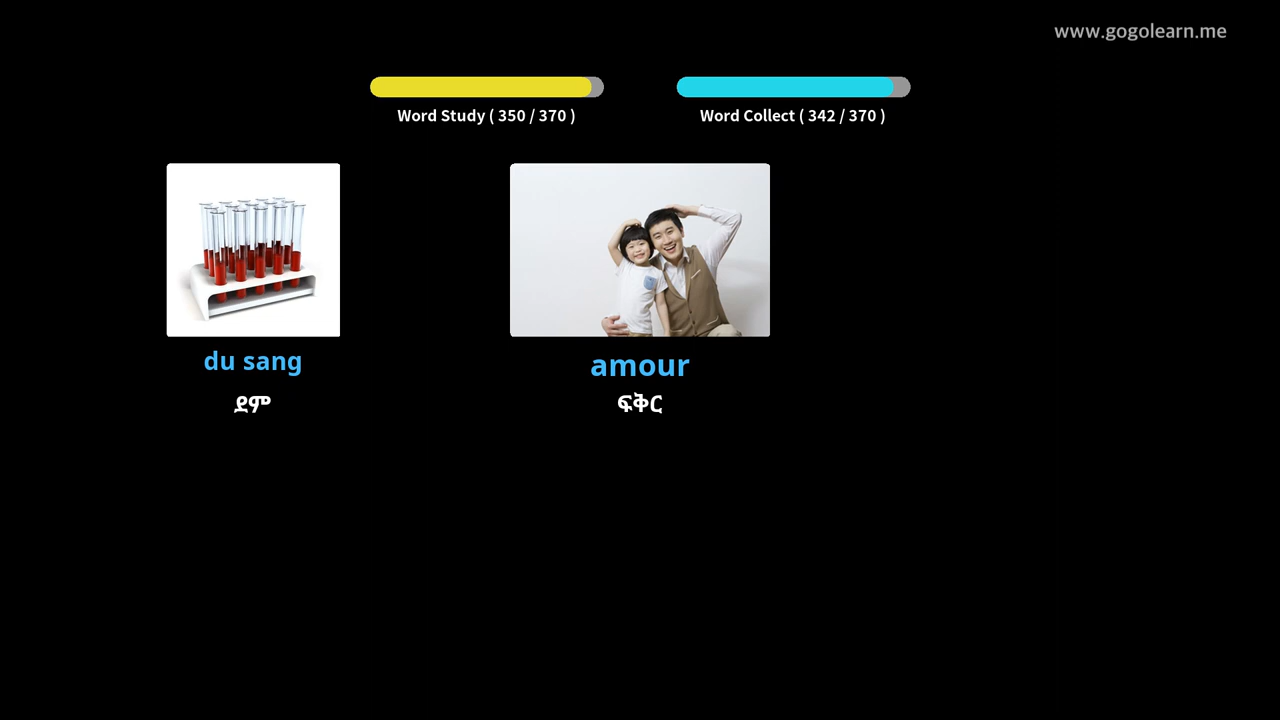 www.gogolearn.me
Word Study ( 350 / 370 )
Word Collect ( 342 / 370 )
du sang
ደም
amour
ፍቅር